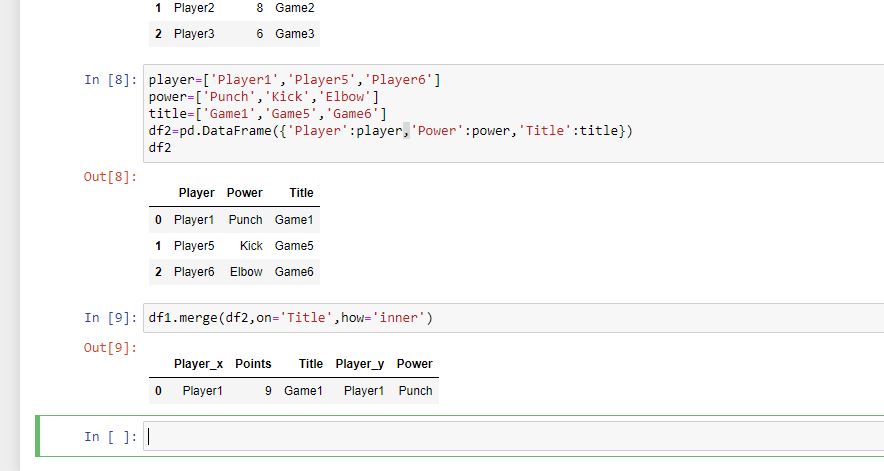 1 Player2 8 Game2
2 Player3 6 Game3
In [8]: player=['Player1','Player5','Player6']
power=['Punch','Kick','Elbow']
title=['Game1','Game5','Game6']
df2=pd.DataFrame({'Player':player,'Power':power,'Title':title})
df2
Out[8]:
Player Power Title
0 Player1 Punch Game1
1 Player5 Kick Game5
2 Player6 Elbow Game6
In [9]: df1.merge(df2,on='Title',how='inner')
Out[9]:
Player_x Points Title Player_y Power
0 Player1 9 Game1 Player1 Punch
In [ ]: